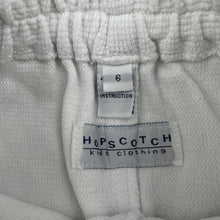 6
INSTRUCTION
HOPSCOTCH
kids clothing